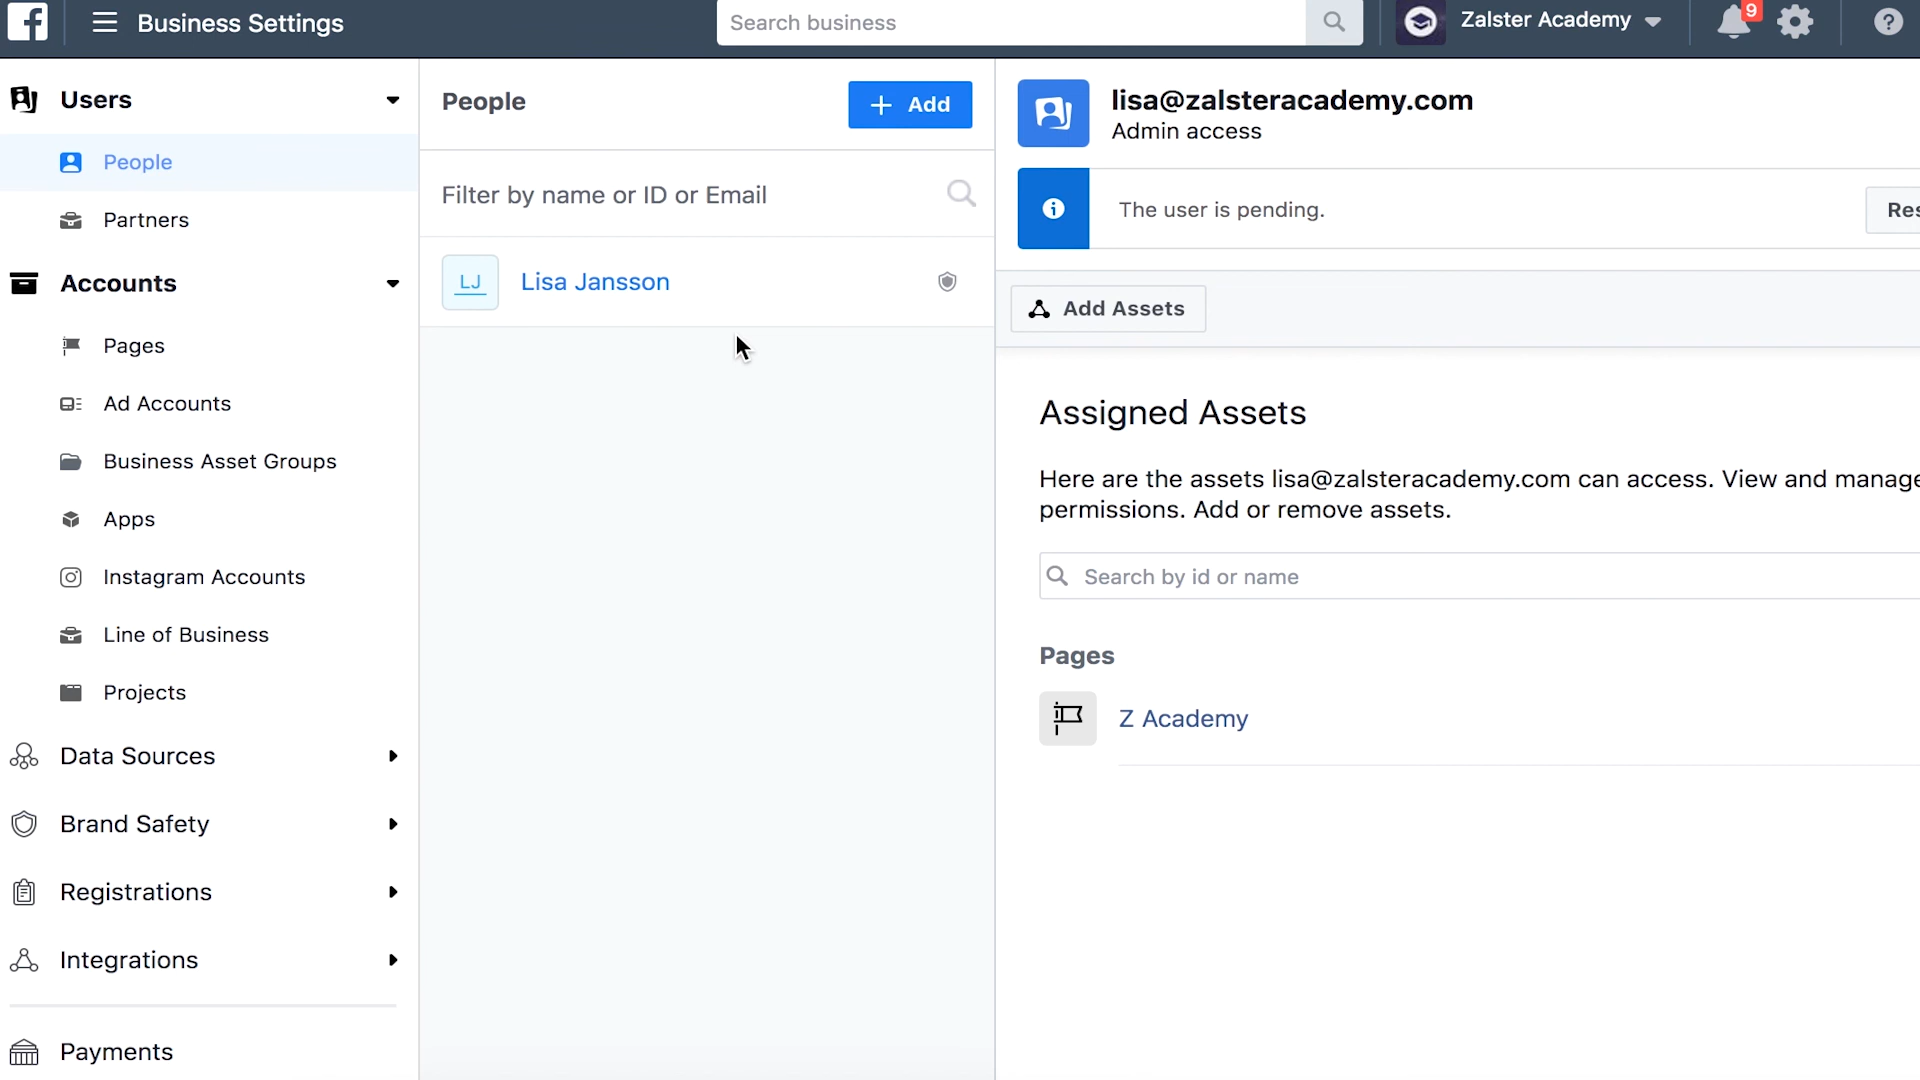 Business Settings
Search business
Zalster Academy
9
Users
People
Partners
Accounts
Pages
Ad Accounts
Business Asset Groups
Apps
Instagram Accounts
Line of Business
Projects
Data Sources
Brand Safety
Registrations
Integrations
Payments
People
+ Add
Filter by name or ID or Email
LJ
Lisa Jansson
lisa@zalsteracademy.com
Admin access
The user is pending.
Res
Add Assets
Assigned Assets
Here are the assets lisa@zalsteracademy.com can access. View and manage
permissions. Add or remove assets.
Search by id or name
Pages
Z Academy